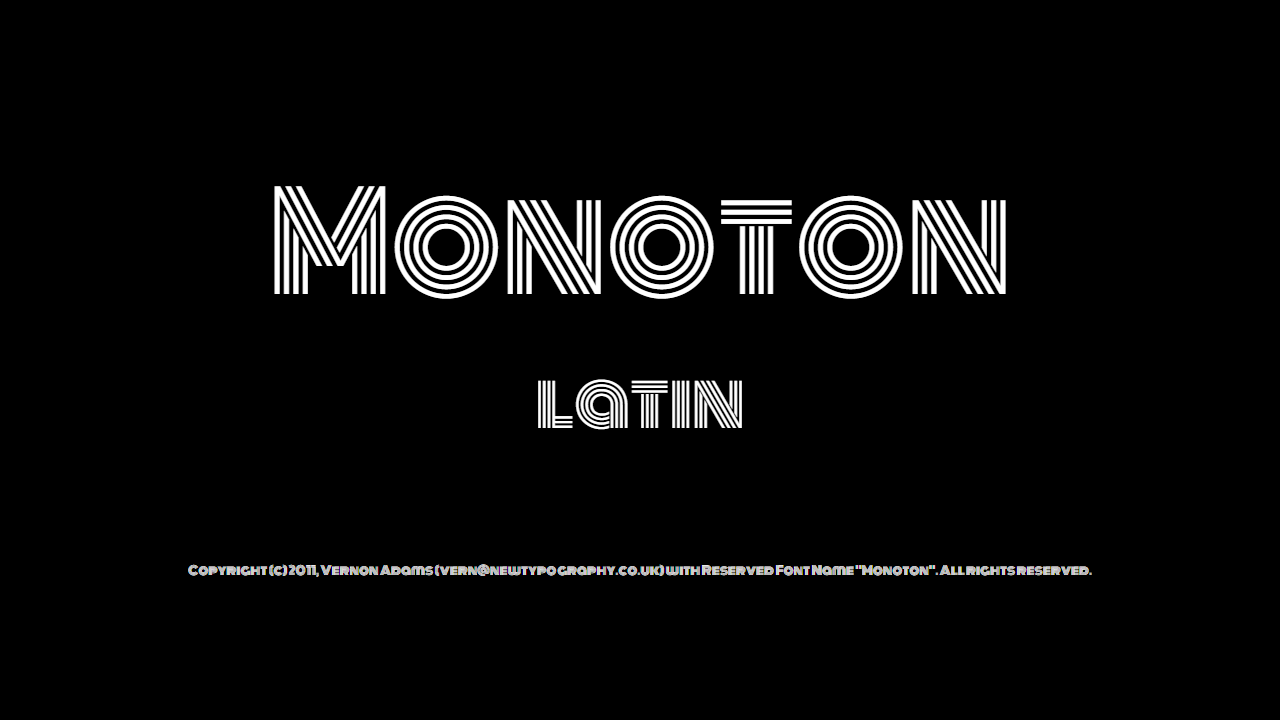 Monoton
latin
Copyright (c) 2011, Vernon Adams (vern@newtypography.co.uk) with Reserved Font Name "Monoton". All rights reserved.